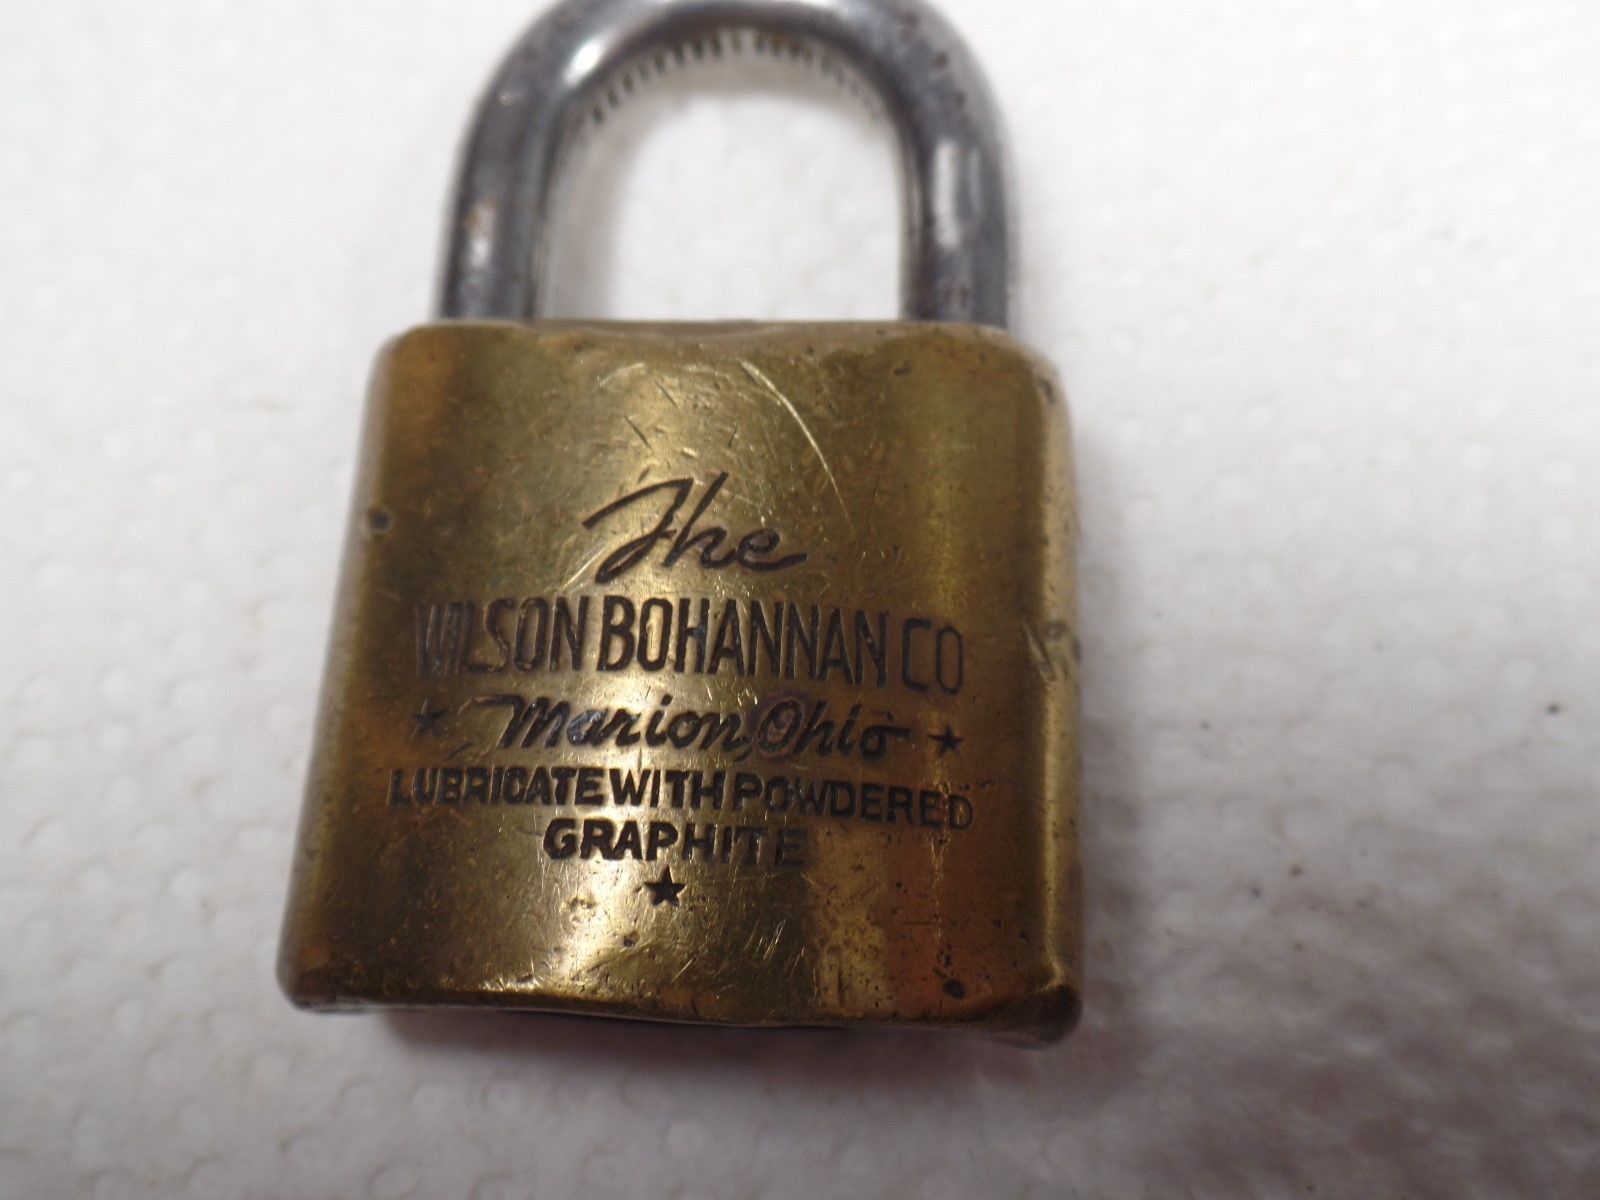 The
WILSON BOHANNAN CO
★ Marion, Ohio ★
LUBRICATE WITH POWDERED
GRAPHITE
★